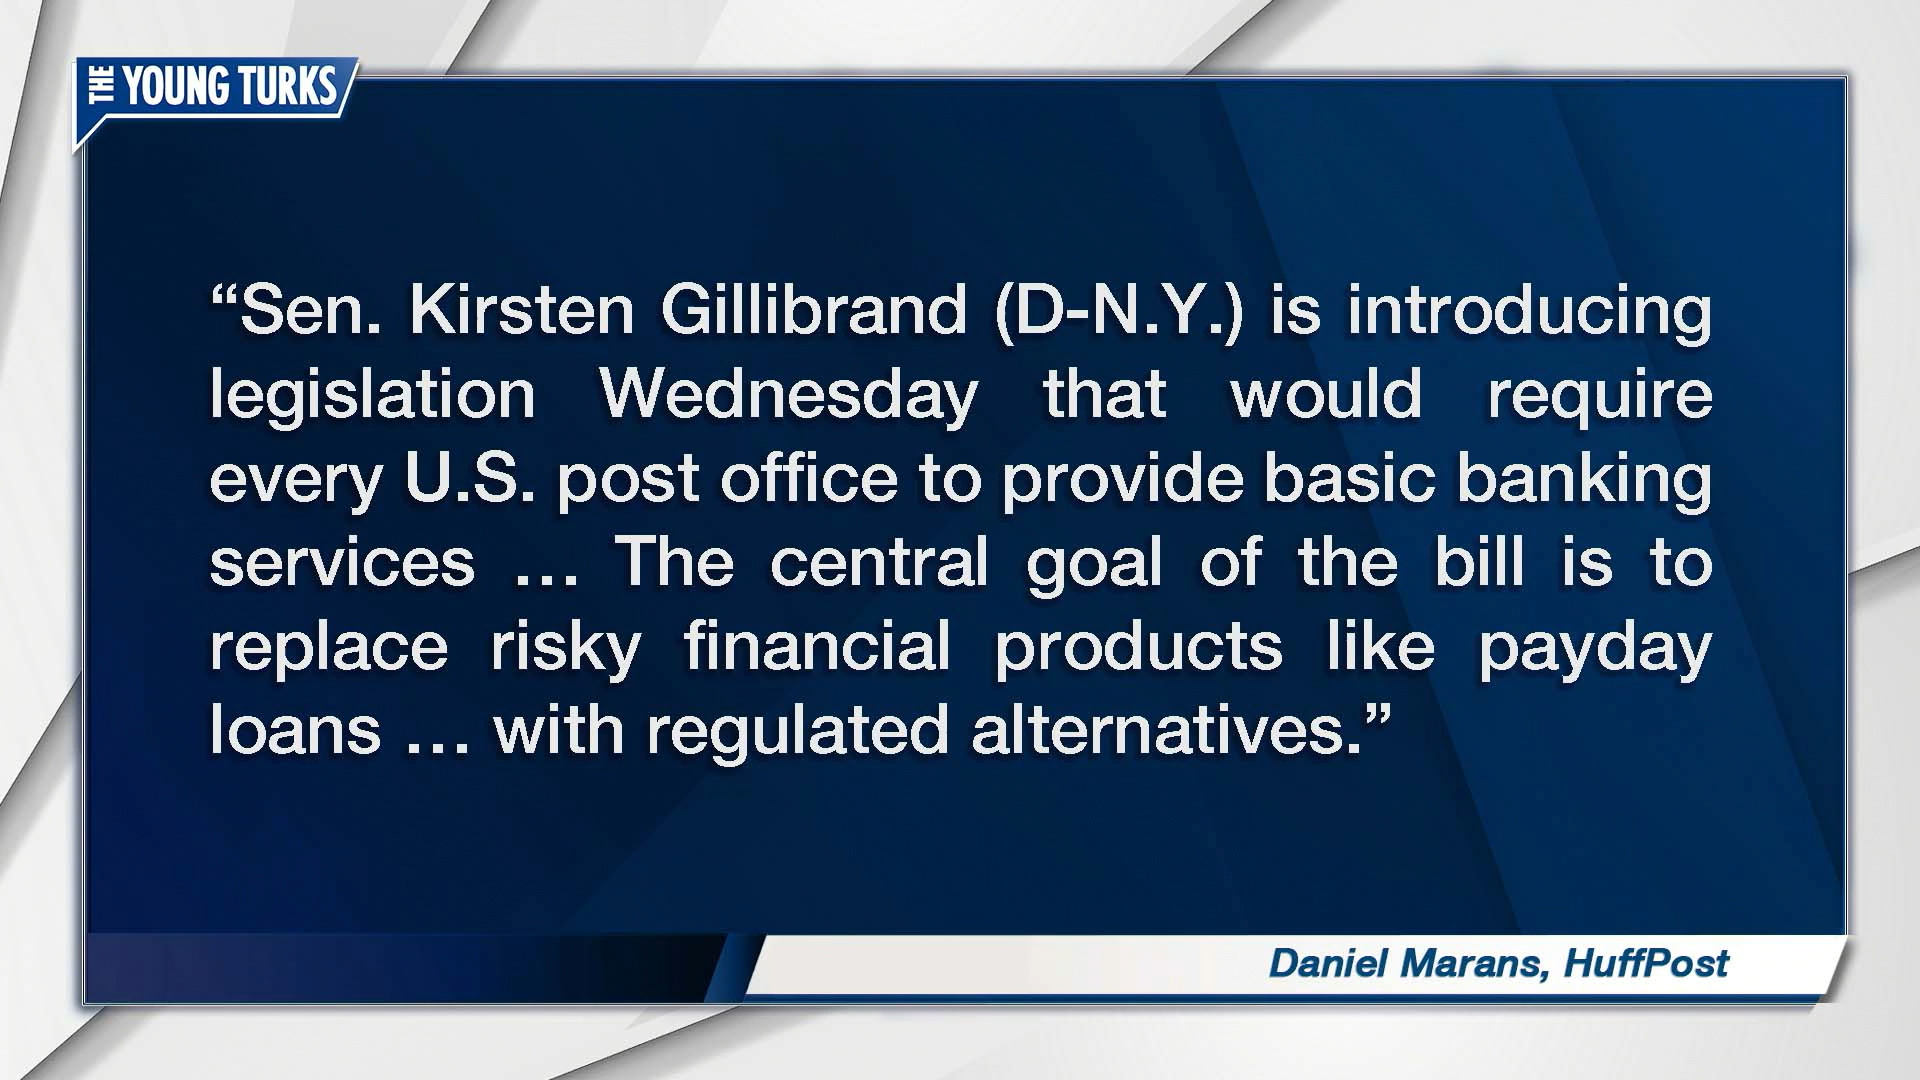 THE YOUNG TURKS
“Sen. Kirsten Gillibrand (D-N.Y.) is introducing
legislation Wednesday that would require
every U.S. post office to provide basic banking
services … The central goal of the bill is to
replace risky financial products like payday
loans … with regulated alternatives.”
Daniel Marans, HuffPost